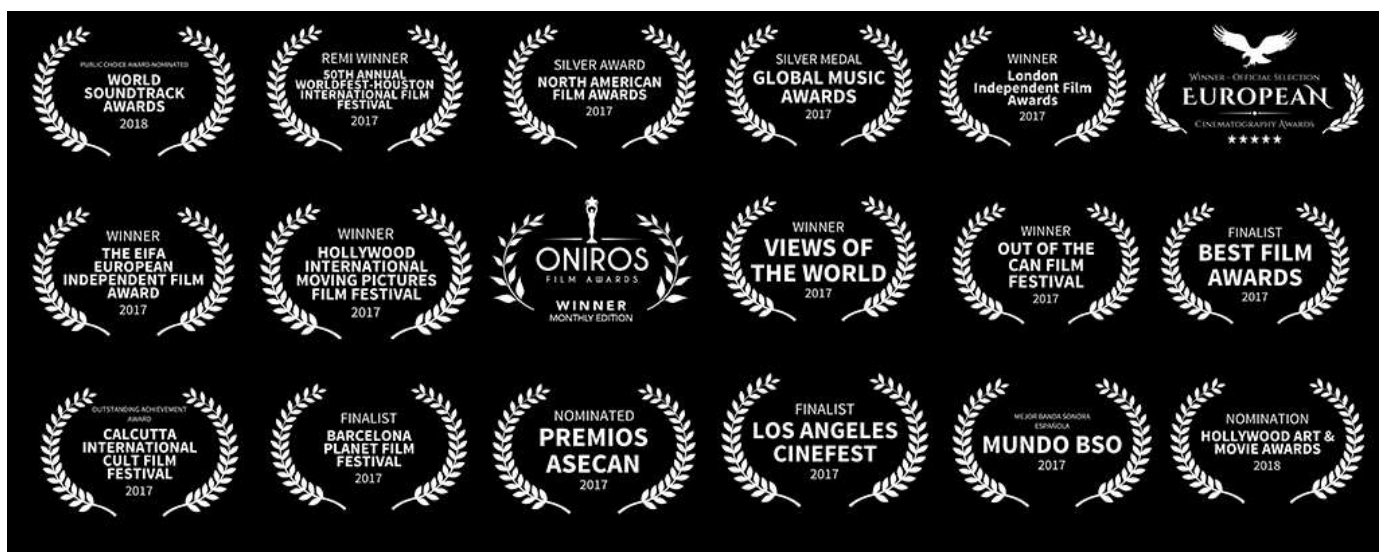 PUBLIC CHOICE AWARD-NOMINATED
WORLD
SOUNDTRACK
AWARDS
2018
REMI WINNER
50TH ANNUAL
WORLDFEST-HOUSTON
INTERNATIONAL FILM
FESTIVAL
2017
SILVER AWARD
NORTH AMERICAN
FILM AWARDS
2017
SILVER MEDAL
GLOBAL MUSIC
AWARDS
2017
WINNER
London
Independent Film
Awards
2017
WINNER - OFFICIAL SELECTION
EUROPEAN
CINEMATOGRAPHY AWARDS
WINNER
THE EIFA
EUROPEAN
INDEPENDENT FILM
AWARD
2017
WINNER
HOLLYWOOD
INTERNATIONAL
MOVING PICTURES
FILM FESTIVAL
2017
ONIROS
FILM AWARDS
WINNER
MONTHLY EDITION
WINNER
VIEWS OF
THE WORLD
2017
WINNER
OUT OF THE
CAN FILM
FESTIVAL
2017
FINALIST
BEST FILM
AWARDS
2017
OUTSTANDING ACHIEVEMENT
AWARD
CALCUTTA
INTERNATIONAL
CULT FILM
FESTIVAL
2017
FINALIST
BARCELONA
PLANET FILM
FESTIVAL
2017
NOMINATED
PREMIOS
ASECAN
2017
FINALIST
LOS ANGELES
CINEFEST
2017
MEJOR BANDA SONORA
ESPAÑOLA
MUNDO BSO
2017
NOMINATION
HOLLYWOOD ART &
MOVIE AWARDS
2018